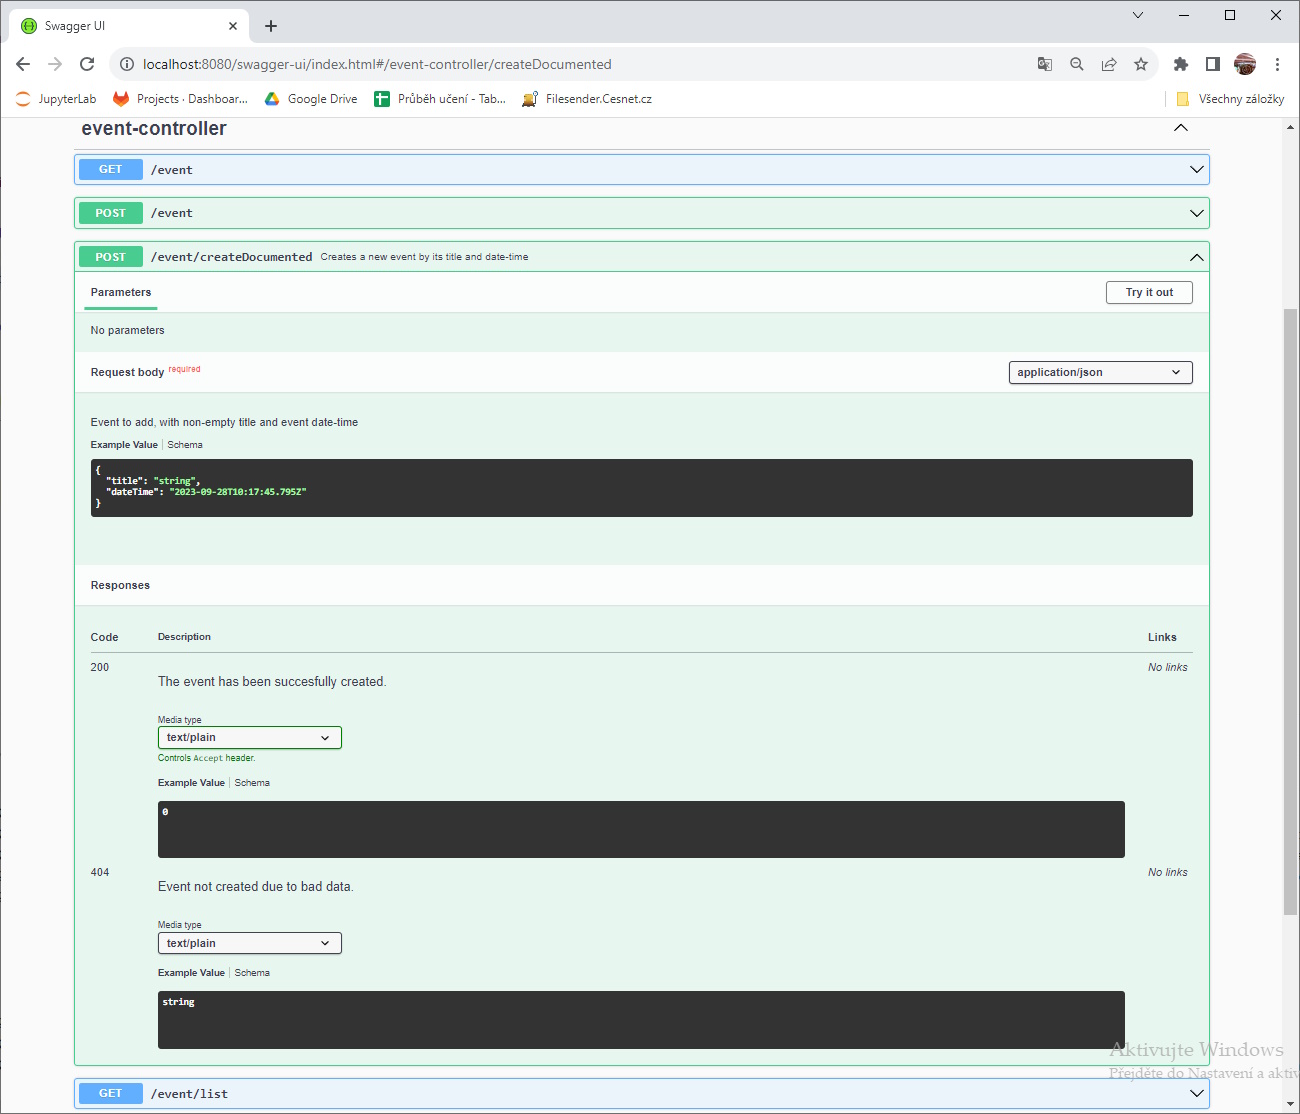 Swagger UI
localhost:8080/swagger-ui/index.html#/event-controller/createDocumented
JupyterLab
Projects · Dashboar...
Google Drive
Průběh učení - Tab...
Filesender.Cesnet.cz
Všechny záložky
event-controller
GET /event
POST /event
POST /event/createDocumented Creates a new event by its title and date-time
Parameters
Try it out
No parameters
Request body required
application/json
Event to add, with non-empty title and event date-time
Example Value | Schema
{
"title": "string",
"dateTime": "2023-09-28T10:17:45.795Z"
}
Responses
Code Description Links
200 No links
The event has been succesfully created.
Media type
text/plain
Controls Accept header.
Example Value | Schema
0
404 No links
Event not created due to bad data.
Media type
text/plain
Example Value | Schema
string
Aktivujte Windows
Přejděte do Nastavení a aktiv
GET /event/list